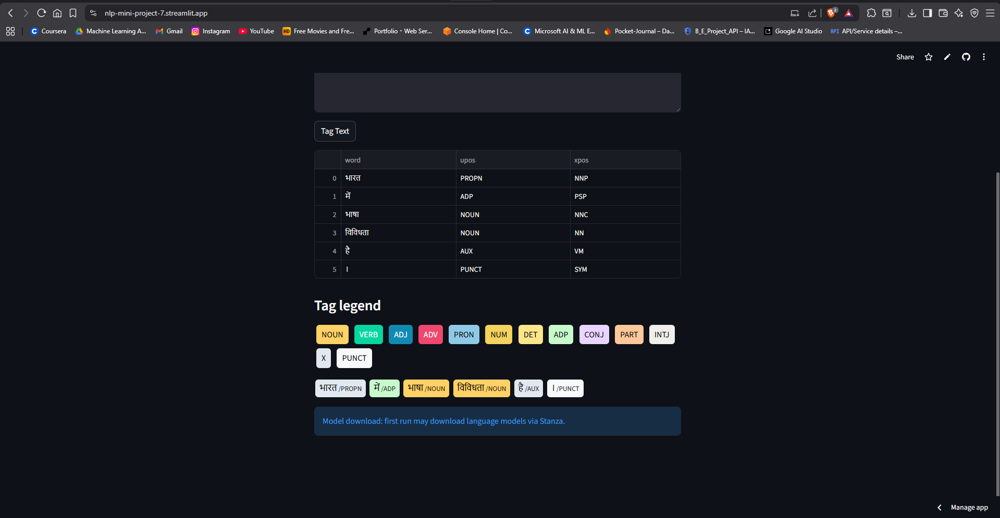 nlp-mini-project-7.streamlit.app
2
Coursera Machine Learning A... Gmail Instagram YouTube HD Free Movies and Fre... Portfolio · Web Ser... Console Home | Co... Microsoft AI & ML E... Pocket-Journal – Da... B_E_Project_API – IA... Google AI Studio API API/Service details –...
Share
Tag Text
word upos xpos
0 भारत PROPN NNP
1 में ADP PSP
2 भाषा NOUN NNC
3 विविधता NOUN NN
4 है AUX VM
5 । PUNCT SYM
Tag legend
NOUN VERB ADJ ADV PRON NUM DET ADP CONJ PART INTJ
X PUNCT
भारत /PROPN में /ADP भाषा /NOUN विविधता /NOUN है /AUX । /PUNCT
Model download: first run may download language models via Stanza.
Manage app